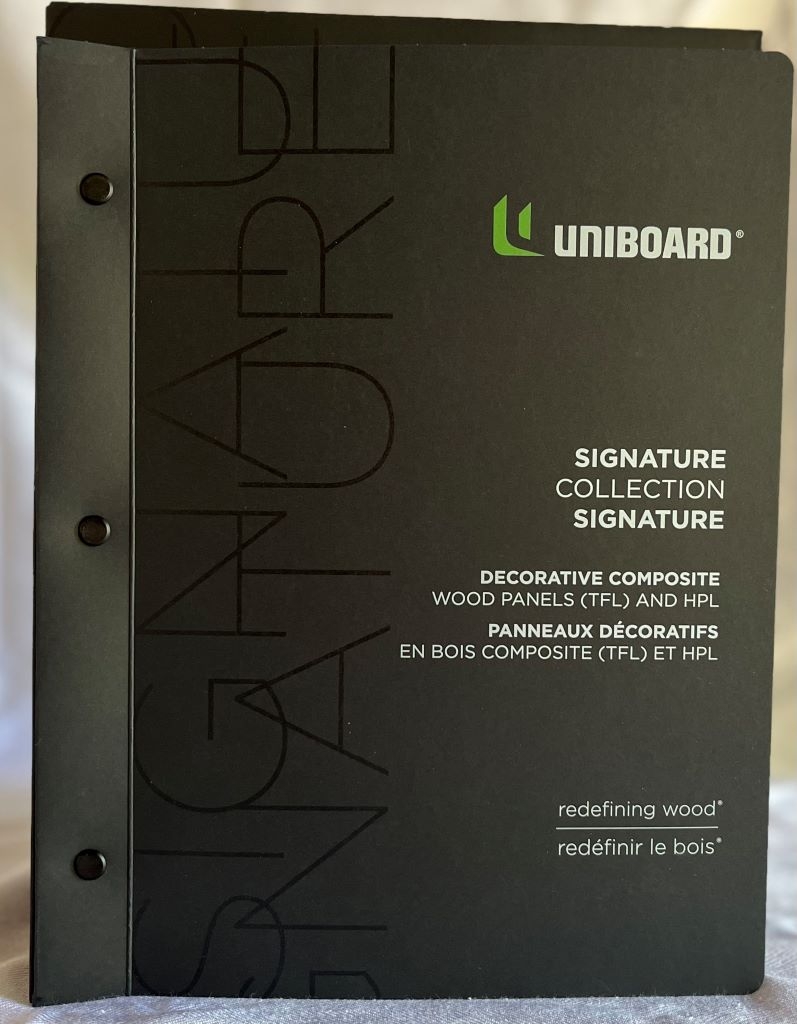 UNIBOARD®
SIGNATURE
COLLECTION
SIGNATURE
DECORATIVE COMPOSITE
WOOD PANELS (TFL) AND HPL
PANNEAUX DÉCORATIFS
EN BOIS COMPOSITE (TFL) ET HPL
redefining wood®
redéfinir le bois®
SIGNATURE